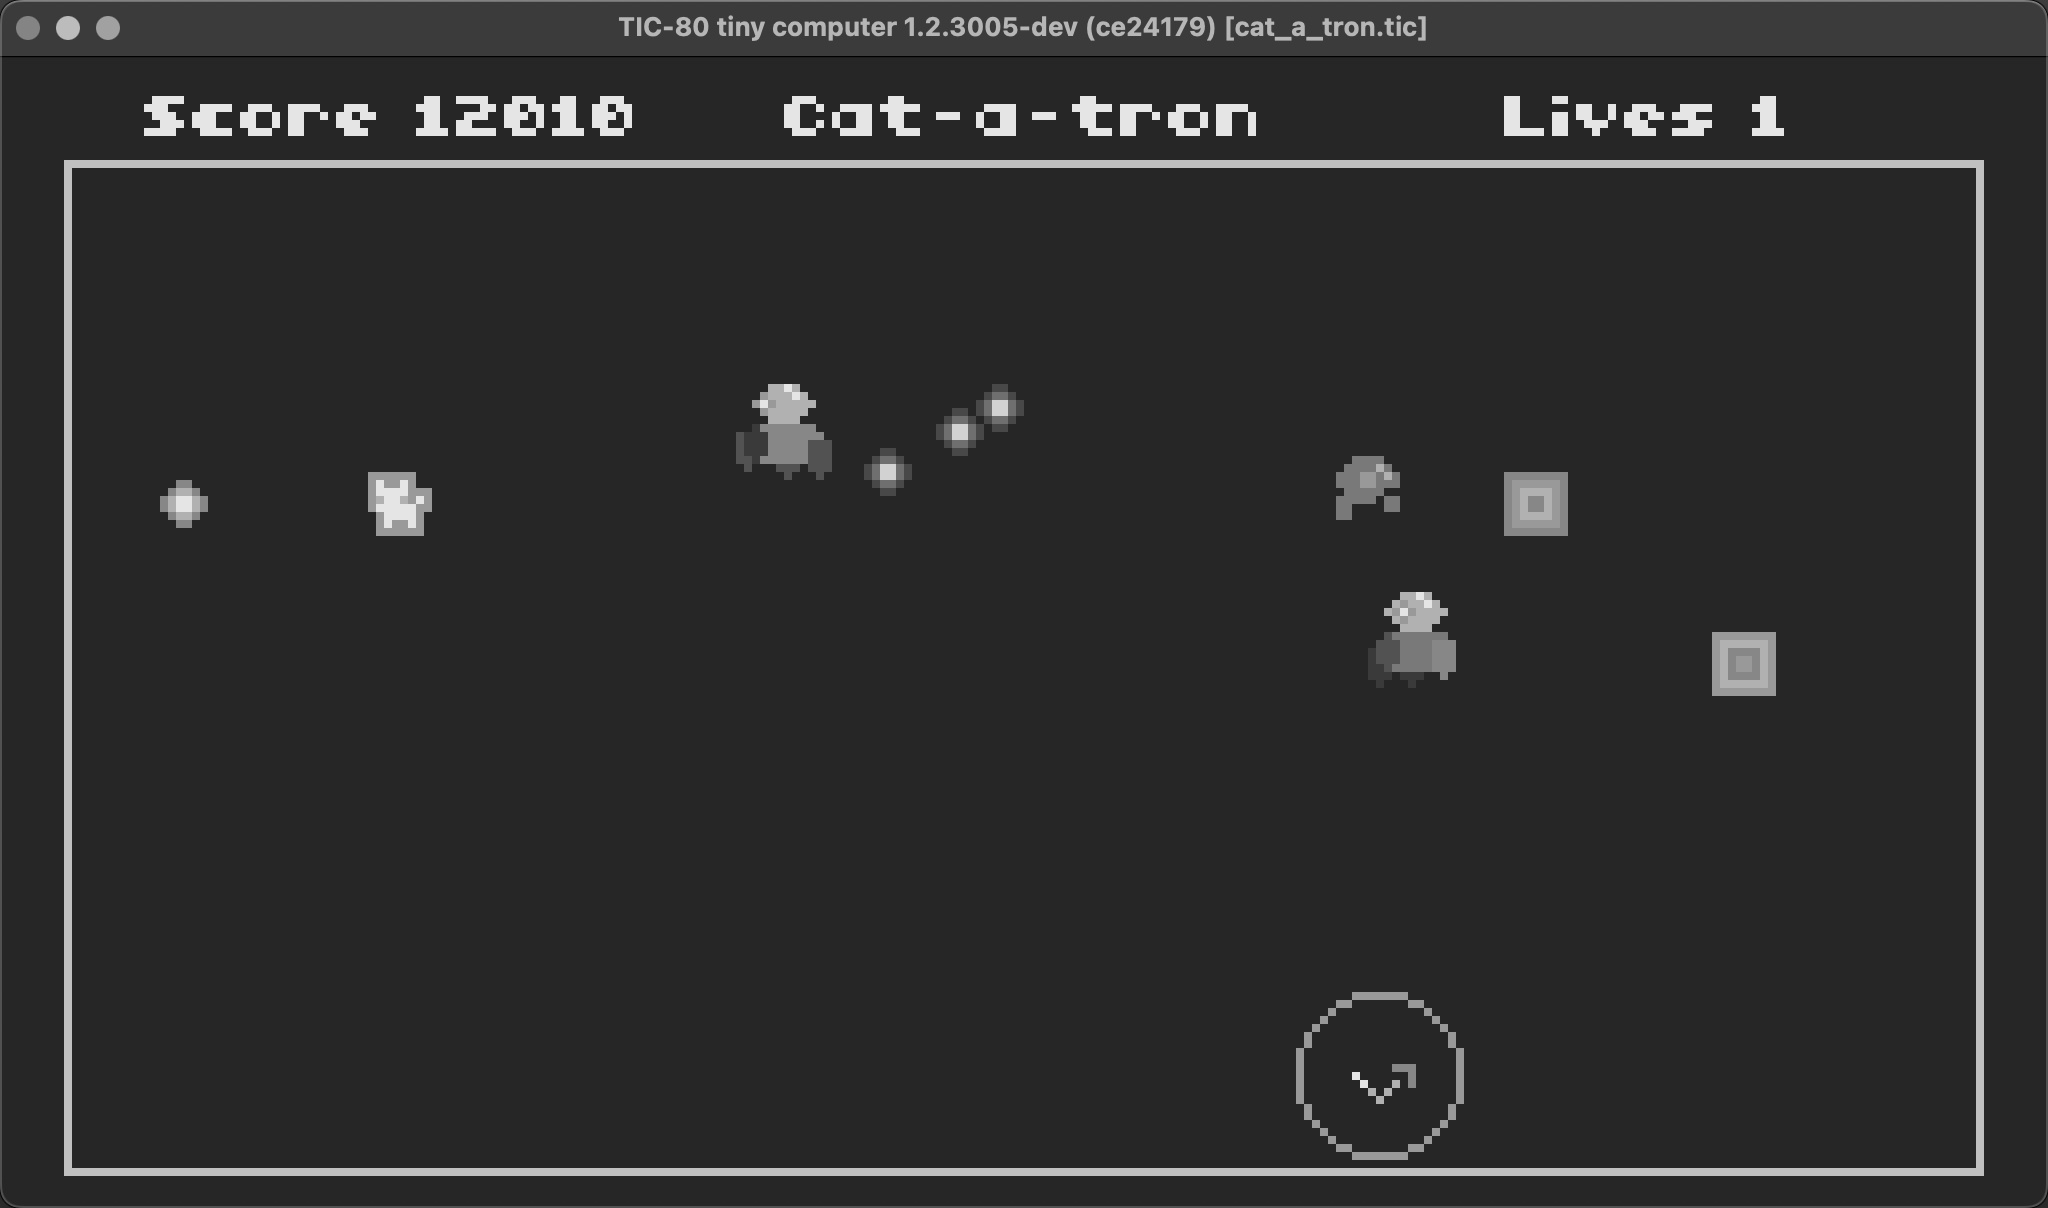 TIC-80 tiny computer 1.2.3005-dev (ce24179) [cat_a_tron.tic]
Score 12010 Cat-a-tron Lives 1